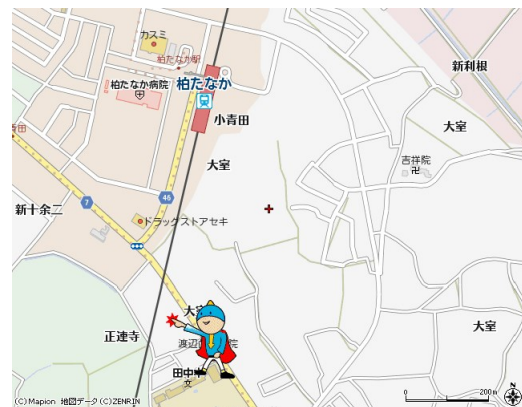 カスミ
柏たなか駅
柏たなか病院
柏たなか
小青田
新利根
大室
大室
吉祥院
7
46
新十余二
ドラッグストアセキ
大室
正連寺
大室
田中
200m
(C)Mapion 地図データ(C)ZENRIN